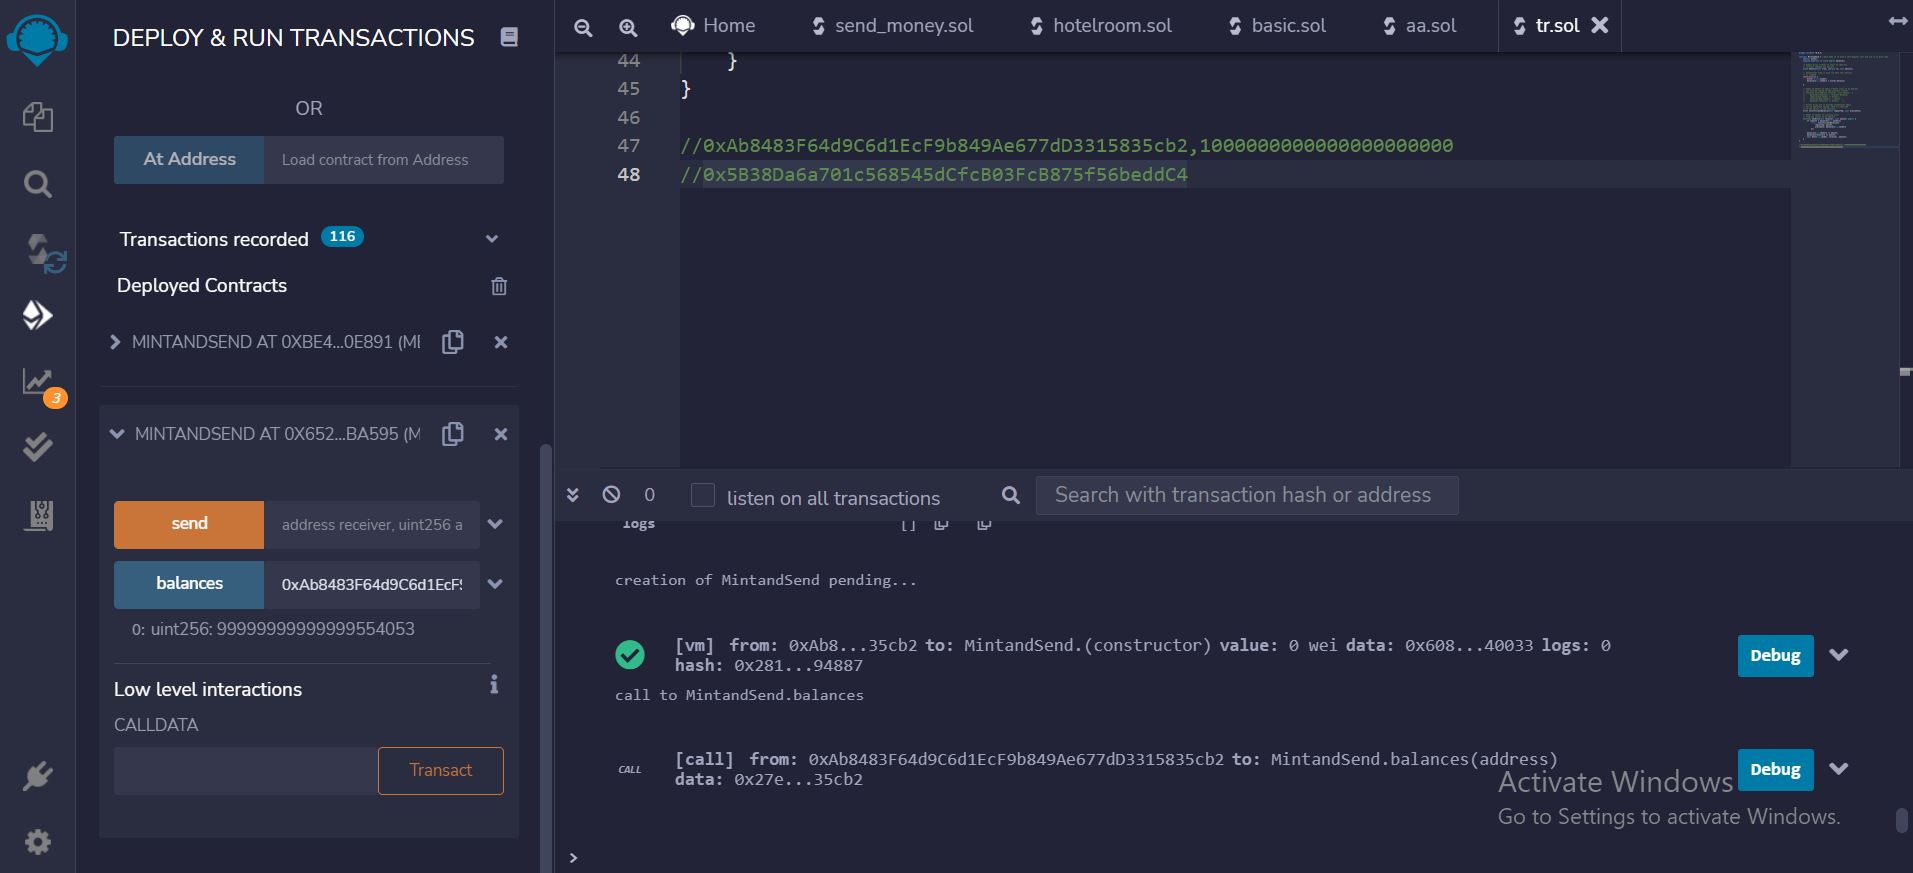 DEPLOY & RUN TRANSACTIONS
OR
At Address
Load contract from Address
Transactions recorded 116
Deployed Contracts
MINTANDSEND AT 0XBE4...0E891 (ME
3
MINTANDSEND AT 0X652...BA595 (M
send
address receiver, uint256 a
balances
0xAb8483F64d9C6d1EcF9
0: uint256: 99999999999999554053
Low level interactions
i
CALLDATA
Transact
Home
send_money.sol
hotelroom.sol
basic.sol
aa.sol
tr.sol
44 }
45 }
46
47 //0xAb8483F64d9C6d1EcF9b849Ae677dD3315835cb2,1000000000000000000000
48 //0x5B38Da6a701c568545dCfcB03FcB875f56beddC4
0
listen on all transactions
Search with transaction hash or address
logs []
creation of MintandSend pending...
[vm] from: 0xAb8...35cb2 to: MintandSend.(constructor) value: 0 wei data: 0x608...40033 logs: 0
hash: 0x281...94887
Debug
call to MintandSend.balances
CALL
[call] from: 0xAb8483F64d9C6d1EcF9b849Ae677dD3315835cb2 to: MintandSend.balances(address)
data: 0x27e...35cb2
Debug
Activate Windows
Go to Settings to activate Windows.
>